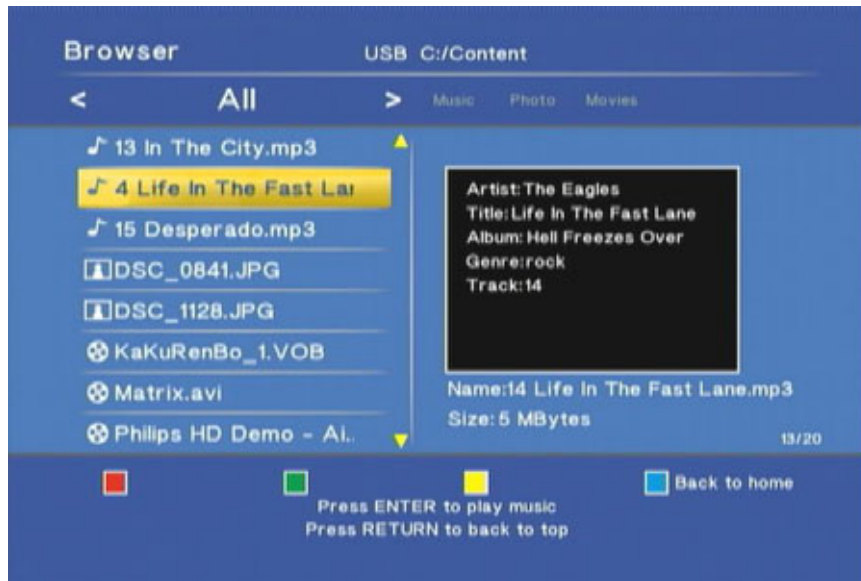 Browser USB C:/Content
< All > Music Photo Movies
13 In The City.mp3
4 Life In The Fast Lar
15 Desperado.mp3
DSC_0841.JPG
DSC_1128.JPG
KaKuRenBo_1.VOB
Matrix.avi
Philips HD Demo - Ai..
Artist:The Eagles
Title:Life In The Fast Lane
Album:Hell Freezes Over
Genre:rock
Track:14
Name:14 Life In The Fast Lane.mp3
Size:5 MBytes
13/20
Back to home
Press ENTER to play music
Press RETURN to back to top